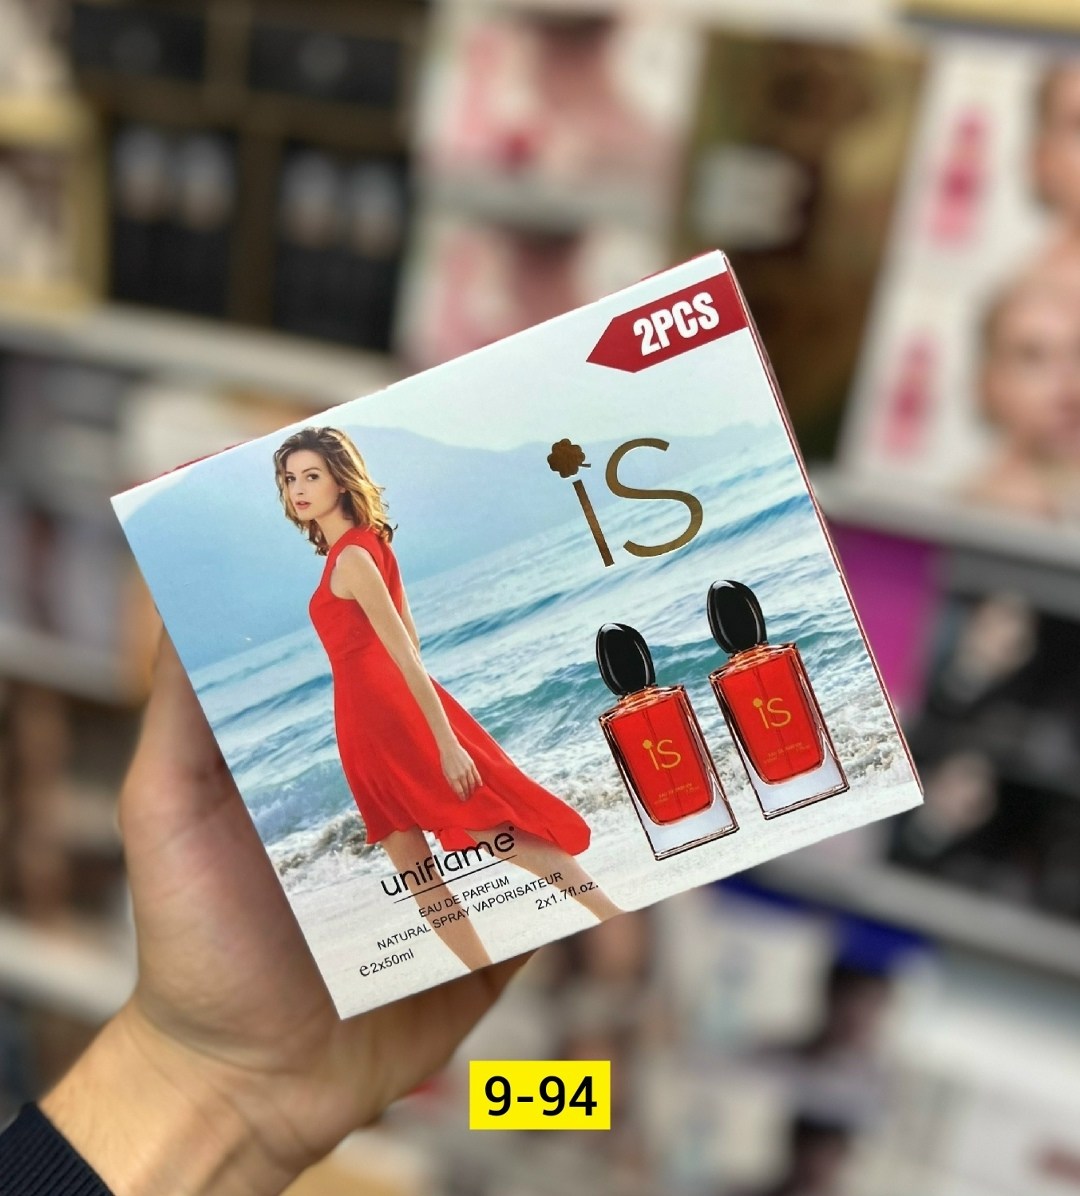 2PCS
is
is
is
uniflame
EAU DE PARFUM
NATURAL SPRAY VAPORISATEUR
e 2x50ml
2x1.7fl.oz.
9-94